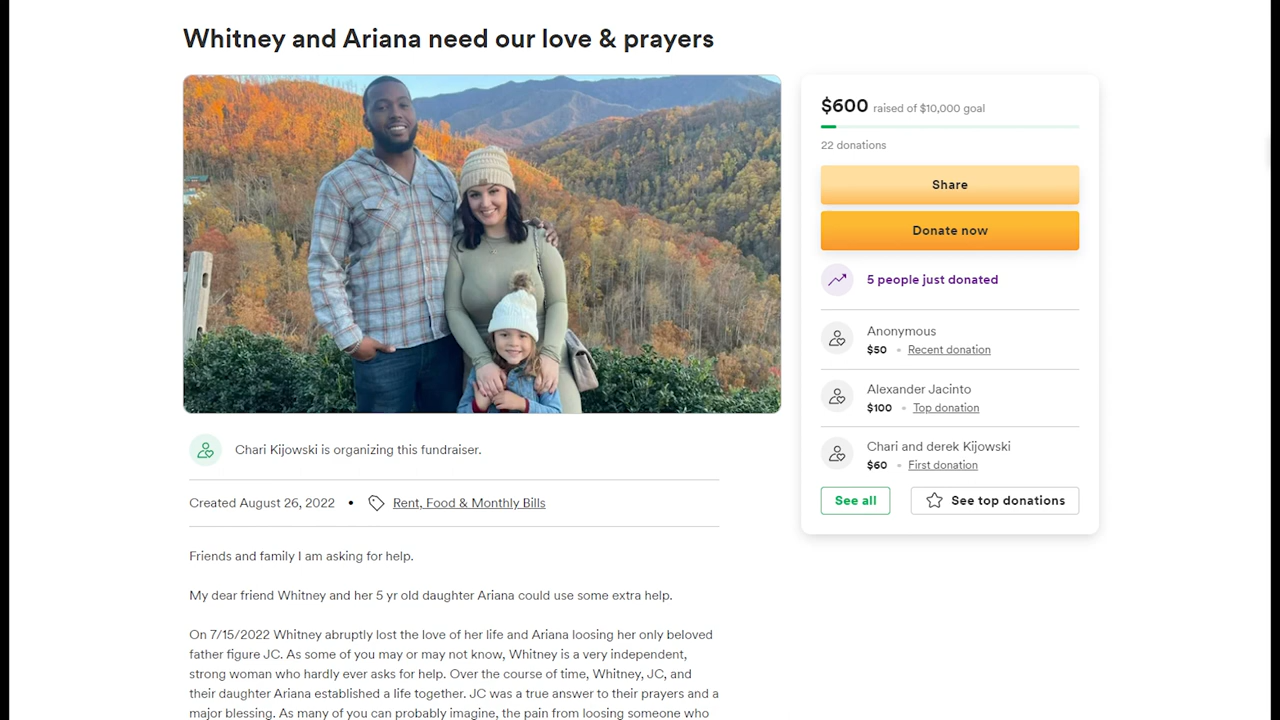 Whitney and Ariana need our love & prayers
$600 raised of $10,000 goal
22 donations
Share
Donate now
5 people just donated
Anonymous
$50 • Recent donation
Alexander Jacinto
$100 • Top donation
Chari and derek Kijowski
$60 • First donation
See all
See top donations
Chari Kijowski is organizing this fundraiser.
Created August 26, 2022 • Rent, Food & Monthly Bills
Friends and family I am asking for help.
My dear friend Whitney and her 5 yr old daughter Ariana could use some extra help.
On 7/15/2022 Whitney abruptly lost the love of her life and Ariana loosing her only beloved
father figure JC. As some of you may or may not know, Whitney is a very independent,
strong woman who hardly ever asks for help. Over the course of time, Whitney, JC, and
their daughter Ariana established a life together. JC was a true answer to their prayers and a
major blessing. As many of you can probably imagine, the pain from loosing someone who